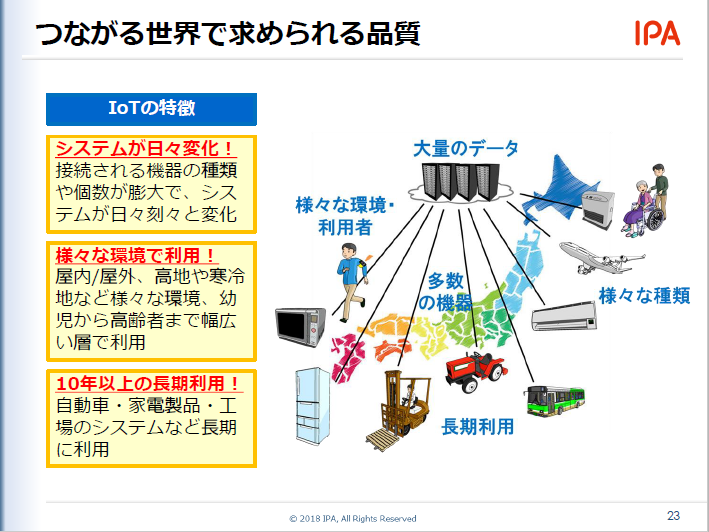 つながる世界で求められる品質
IPA
IoTの特徴
システムが日々変化！
接続される機器の種類
や個数が膨大で、シス
テムが日々刻々と変化
様々な環境で利用！
屋内/屋外、高地や寒冷
地など様々な環境、幼
児から高齢者まで幅広
い層で利用
10年以上の長期利用！
自動車・家電製品・工
場のシステムなど長期
に利用
大量のデータ
様々な環境・
利用者
多数
の機器
様々な種類
長期利用
© 2018 IPA, All Rights Reserved
23